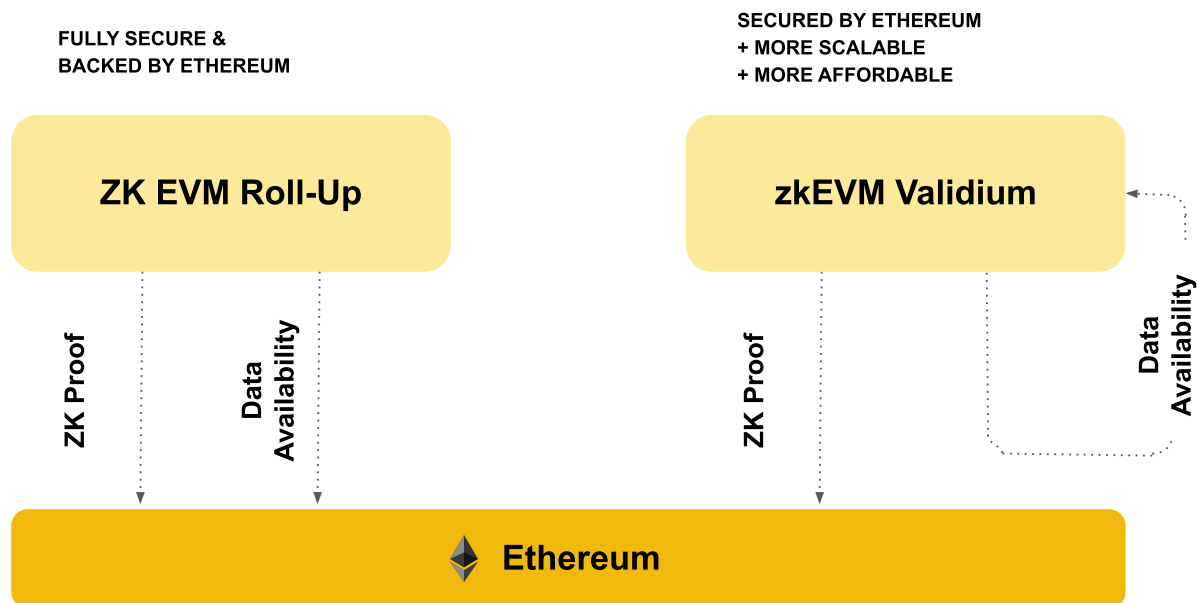 FULLY SECURE &
BACKED BY ETHEREUM
SECURED BY ETHEREUM
+ MORE SCALABLE
+ MORE AFFORDABLE
ZK EVM Roll-Up
zkEVM Validium
ZK Proof
Data
Availability
ZK Proof
Data
Availability
Ethereum